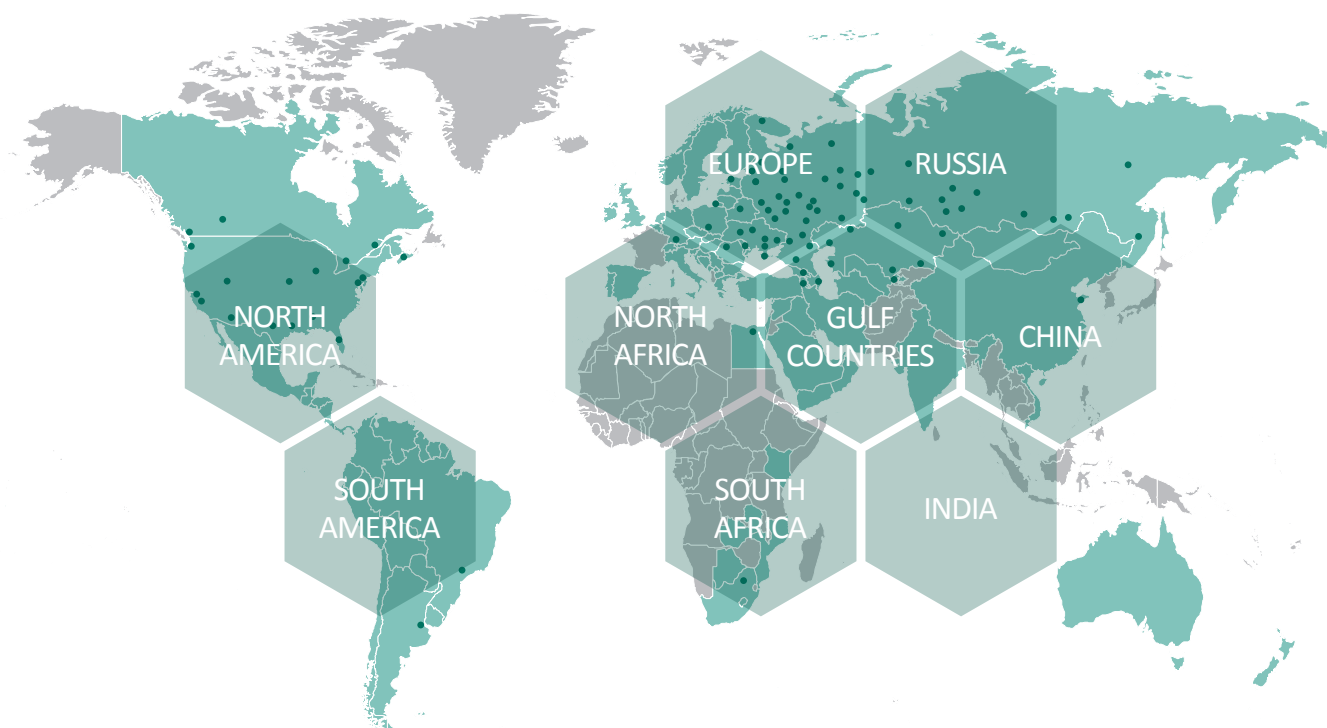 EUROPE
RUSSIA
NORTH
AMERICA
NORTH
AFRICA
GULF
COUNTRIES
CHINA
SOUTH
AMERICA
SOUTH
AFRICA
INDIA